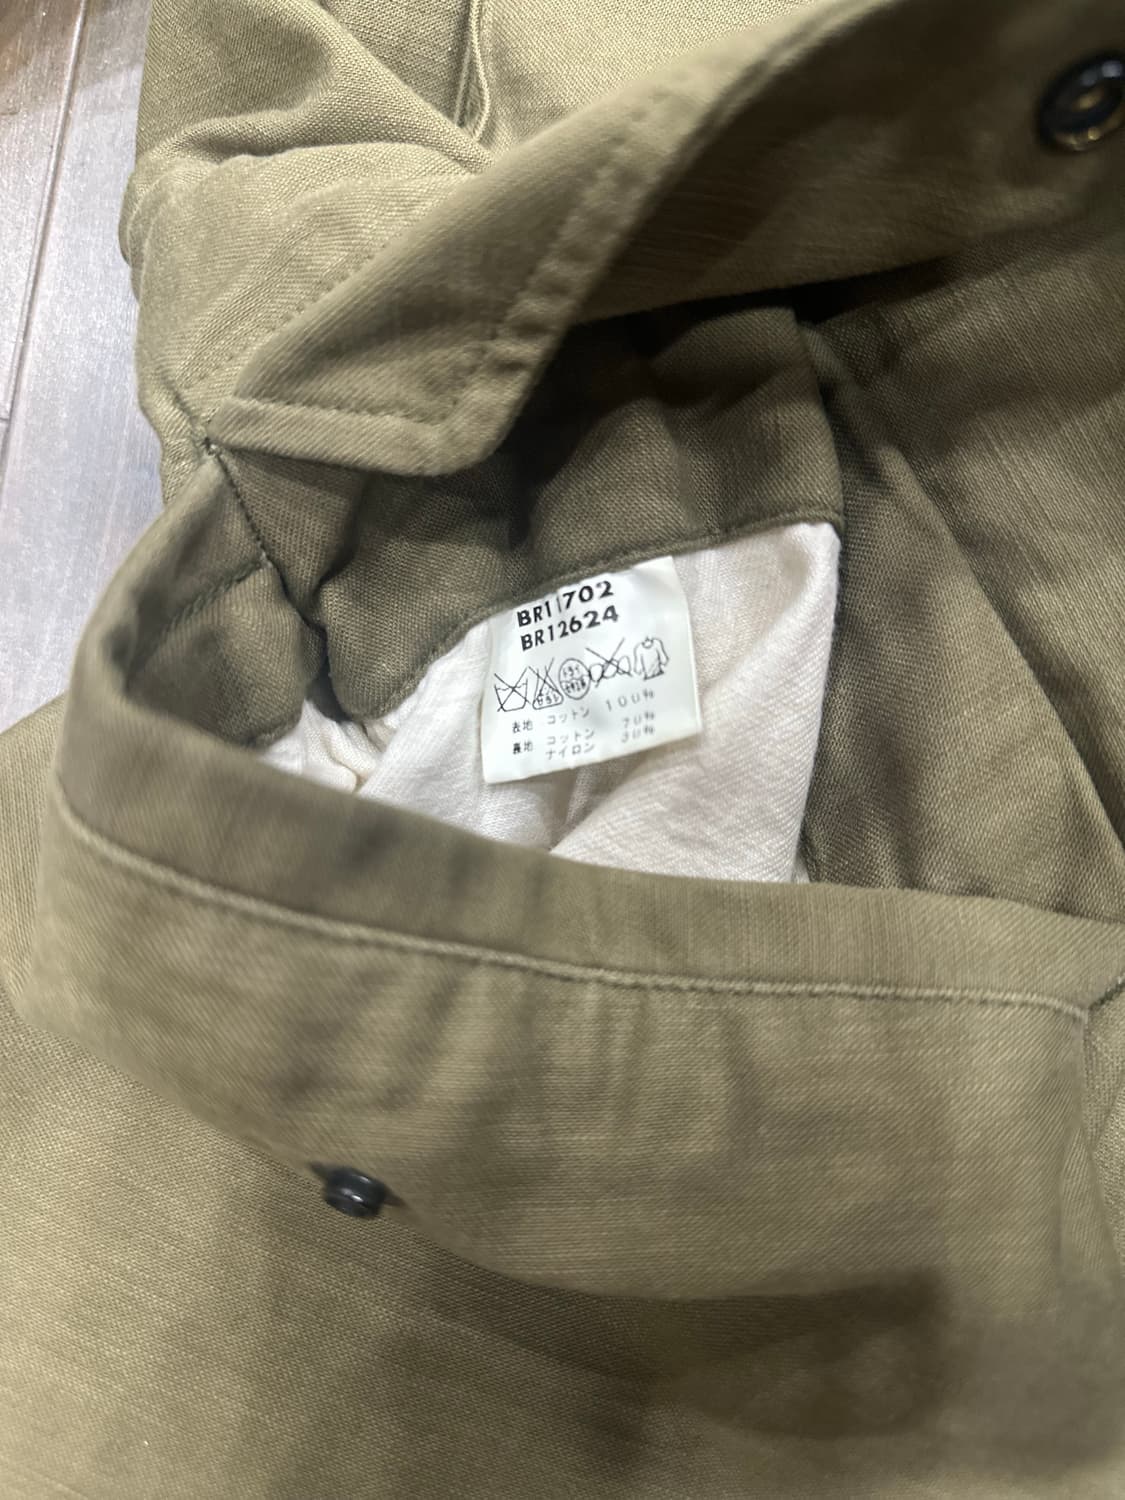 BR11702
BR12624
表地 コットン 100%
裏地 コットン 70%
ナイロン 30%